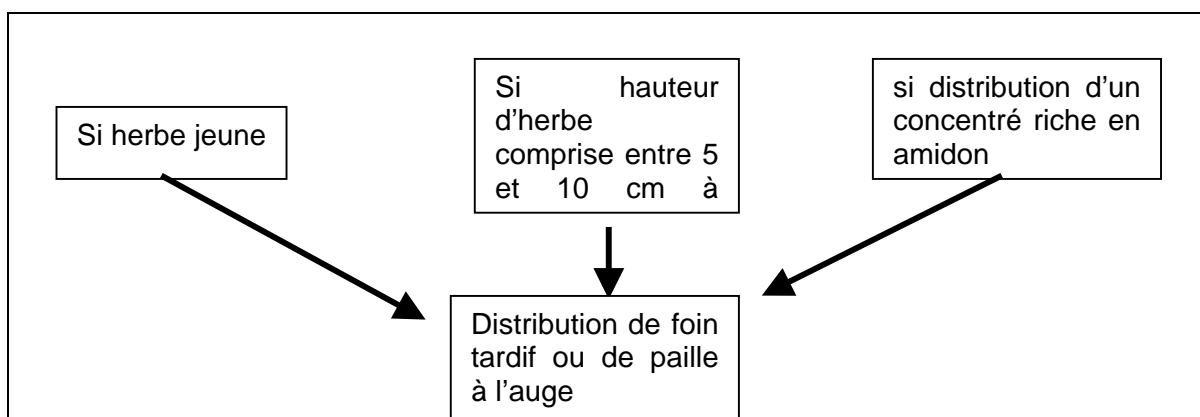 Si herbe jeune
Si hauteur
d'herbe
comprise entre 5
et 10 cm à
si distribution d'un
concentré riche en
amidon
Distribution de foin
tardif ou de paille
à l'auge